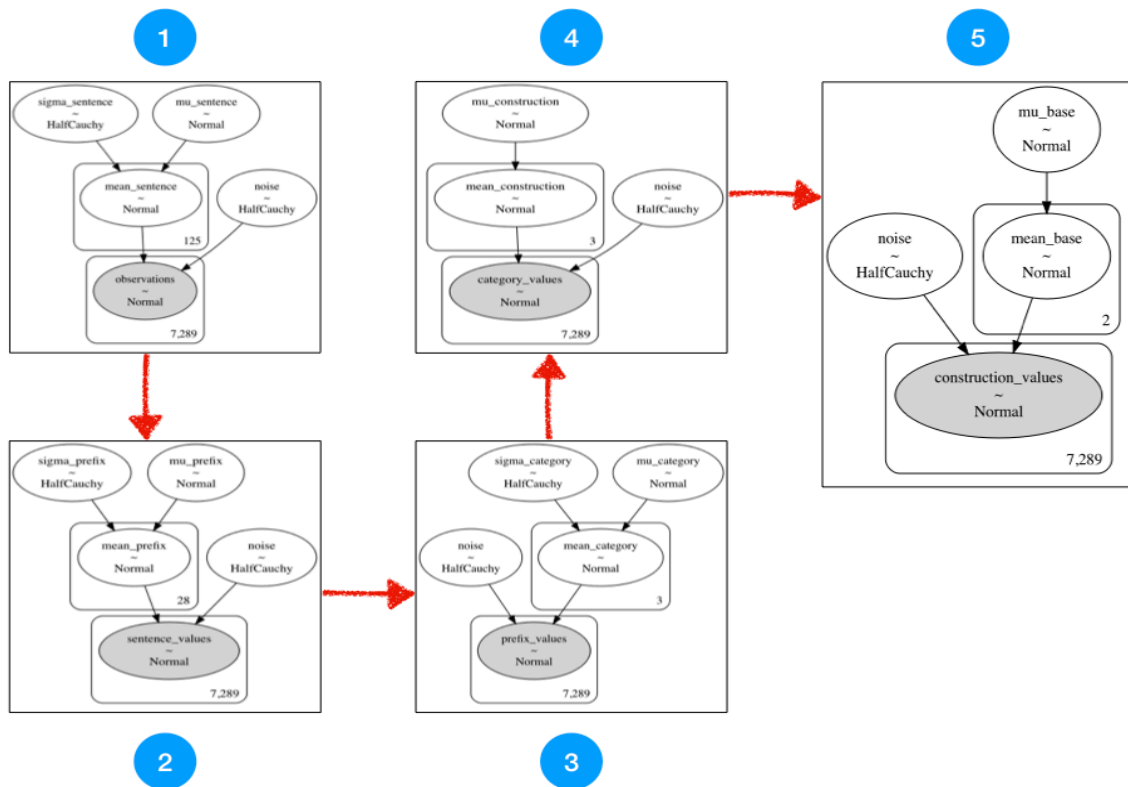 1
sigma_sentence
~
HalfCauchy
mu_sentence
~
Normal
mean_sentence
~
Normal
125
noise
~
HalfCauchy
observations
~
Normal
7,289
2
sigma_prefix
~
HalfCauchy
mu_prefix
~
Normal
mean_prefix
~
Normal
28
noise
~
HalfCauchy
sentence_values
~
Normal
7,289
3
sigma_category
~
HalfCauchy
mu_category
~
Normal
noise
~
HalfCauchy
mean_category
~
Normal
3
prefix_values
~
Normal
7,289
4
mu_construction
~
Normal
mean_construction
~
Normal
3
noise
~
HalfCauchy
category_values
~
Normal
7,289
5
mu_base
~
Normal
noise
~
HalfCauchy
mean_base
~
Normal
2
construction_values
~
Normal
7,289